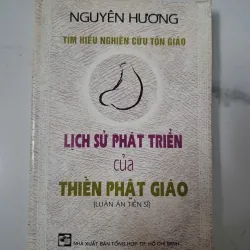 NGUYÊN HƯƠNG
TÌM HIỂU NGHIÊN CỨU TÔN GIÁO
LỊCH SỬ PHÁT TRIỂN
của
THIỀN PHẬT GIÁO
(LUẬN ÁN TIẾN SĨ)
NHÀ XUẤT BẢN TỔNG HỢP TP. HỒ CHÍ MINH